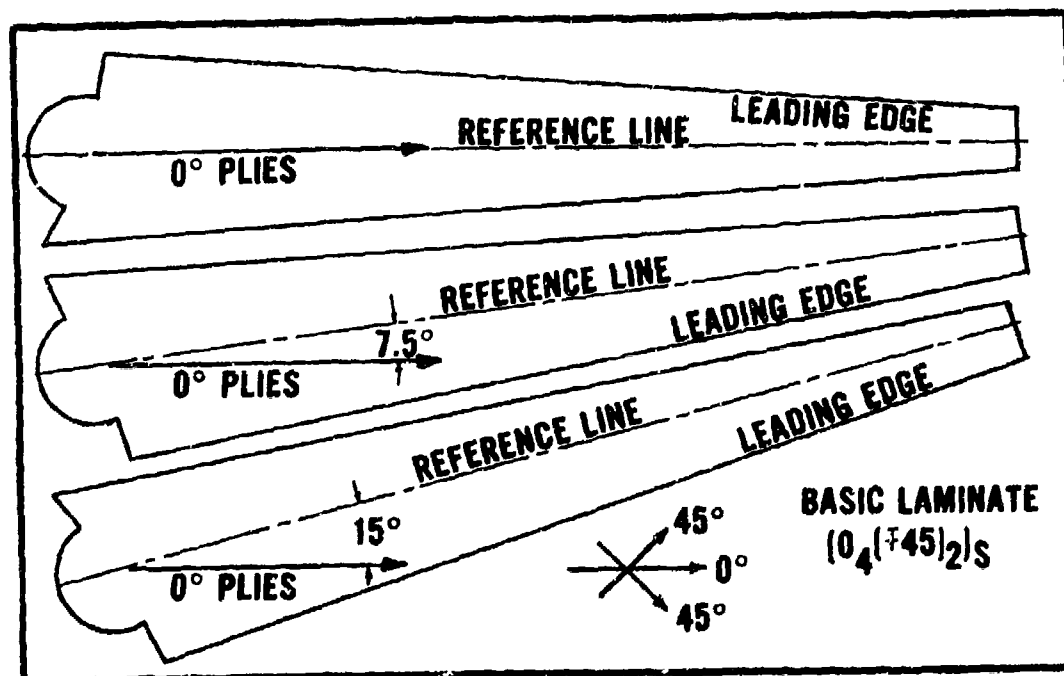 LEADING EDGE
REFERENCE LINE
0° PLIES
REFERENCE LINE
7.5°
LEADING EDGE
0° PLIES
REFERENCE LINE
LEADING EDGE
15°
0° PLIES
45°
0°
45°
BASIC LAMINATE
(0₄(∓45)₂)S